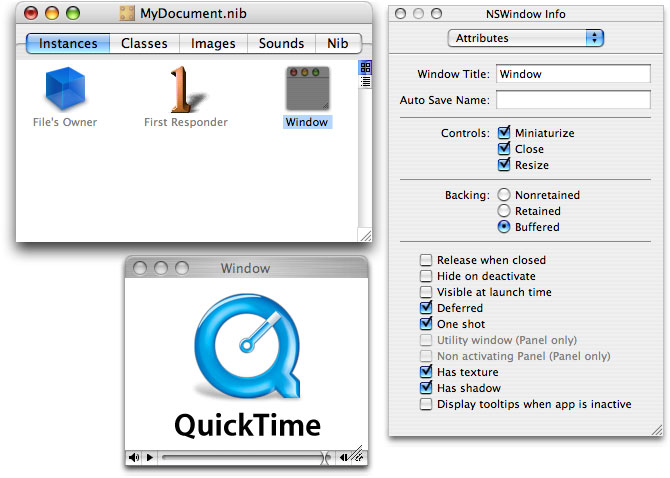 MyDocument.nib
Instances
Classes
Images
Sounds
Nib
File's Owner
First Responder
Window
Window
QuickTime
NSWindow Info
Attributes
Window Title: Window
Auto Save Name:
Controls: Miniaturize
Close
Resize
Backing: Nonretained
Retained
Buffered
Release when closed
Hide on deactivate
Visible at launch time
Deferred
One shot
Utility window (Panel only)
Non activating Panel (Panel only)
Has texture
Has shadow
Display tooltips when app is inactive